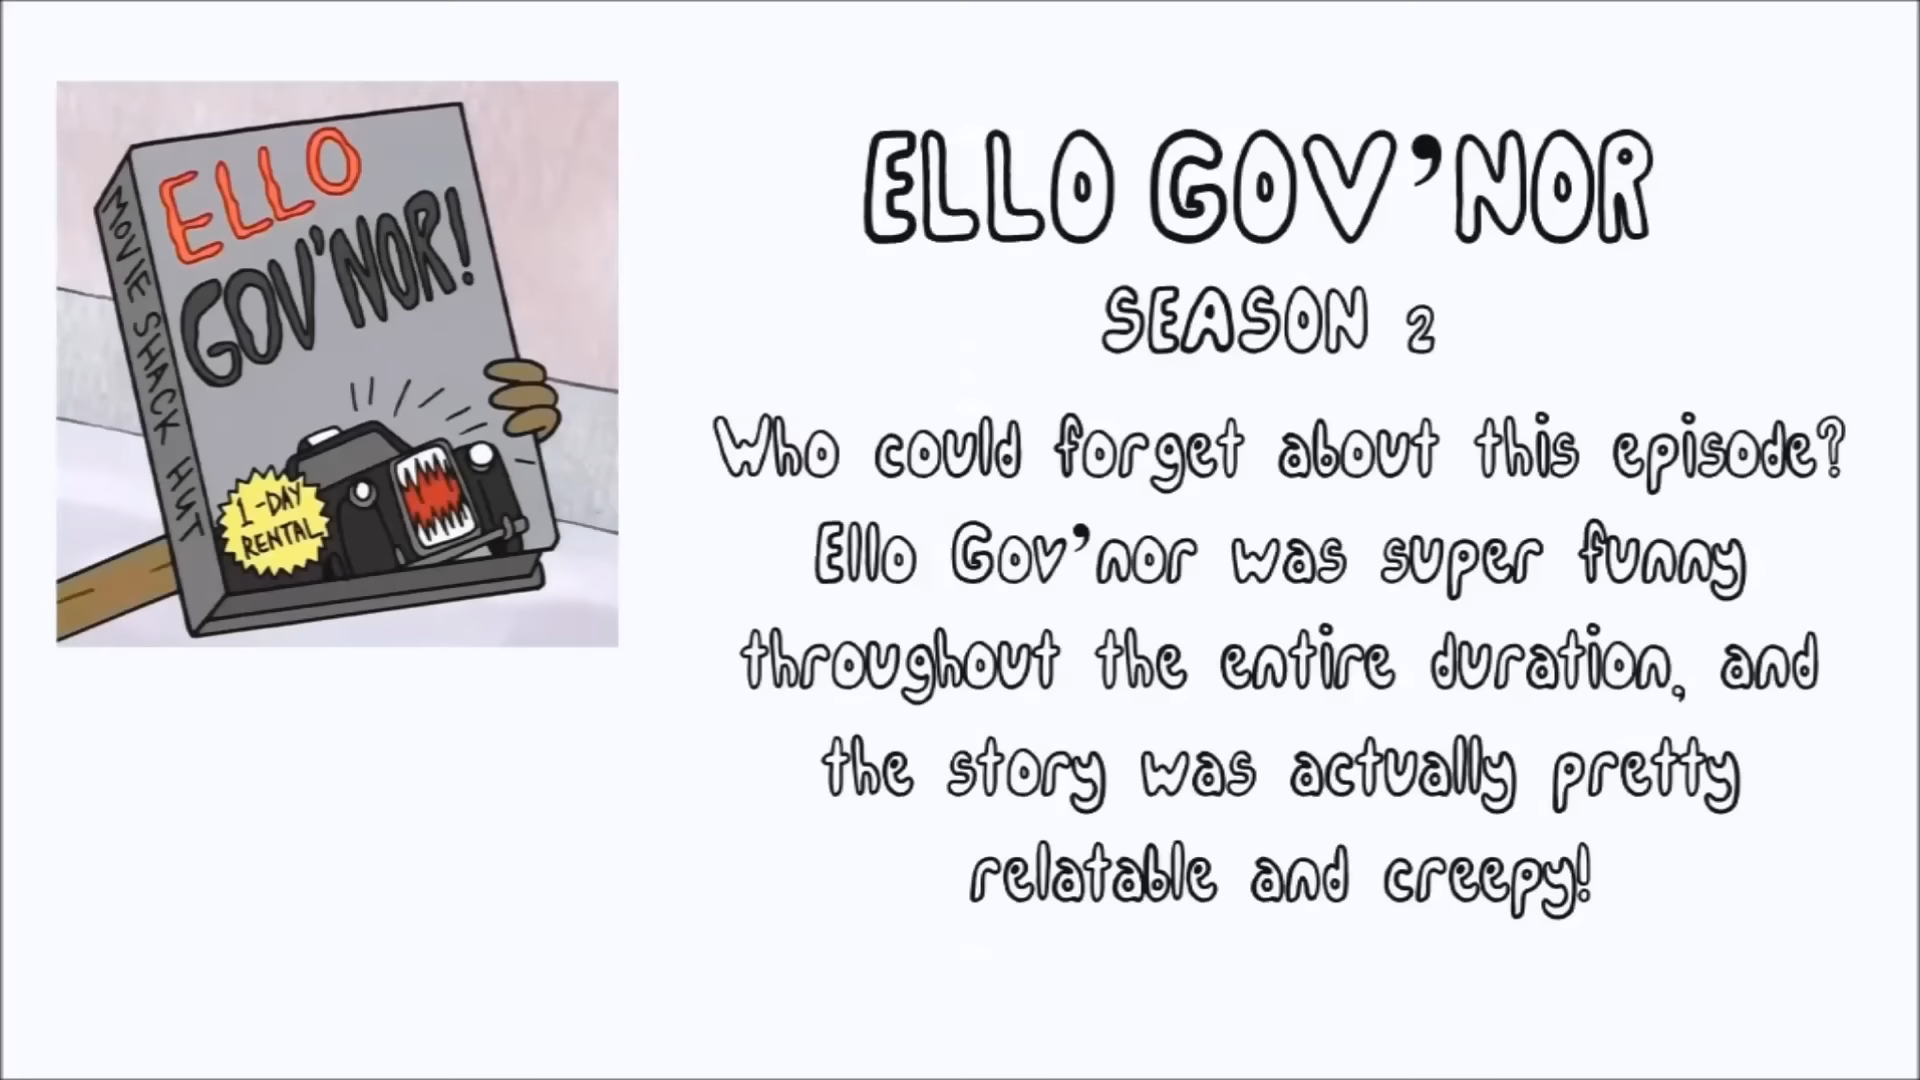 ELLO
GOV'NOR!
MOVIE SHACK HUT
1-DAY
RENTAL
ELLO GOV'NOR
SEASON 2
Who could forget about this episode?
Ello Gov'nor was super funny
throughout the entire duration, and
the story was actually pretty
relatable and creepy!